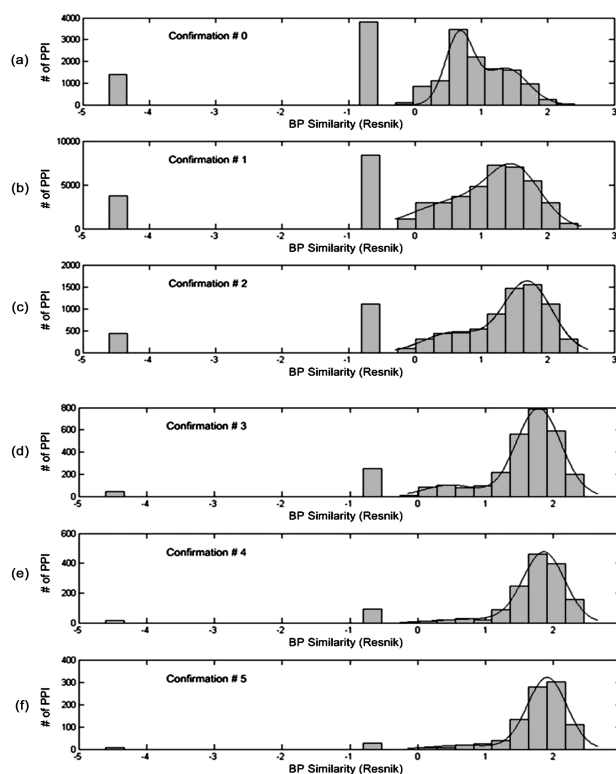 (a)
# of PPI
4000
3000
2000
1000
0
Confirmation # 0
-5 -4 -3 -2 -1 0 1 2 3
BP Similarity (Resnik)
(b)
# of PPI
10000
5000
0
Confirmation # 1
-5 -4 -3 -2 -1 0 1 2 3
BP Similarity (Resnik)
(c)
# of PPI
2000
1500
1000
500
0
Confirmation # 2
-5 -4 -3 -2 -1 0 1 2 3
BP Similarity (Resnik)
(d)
# of PPI
800
600
400
200
0
Confirmation # 3
-5 -4 -3 -2 -1 0 1 2
BP Similarity (Resnik)
(e)
# of PPI
600
400
200
0
Confirmation # 4
-5 -4 -3 -2 -1 0 1 2
BP Similarity (Resnik)
(f)
# of PPI
400
300
200
100
0
Confirmation # 5
-5 -4 -3 -2 -1 0 1 2
BP Similarity (Resnik)